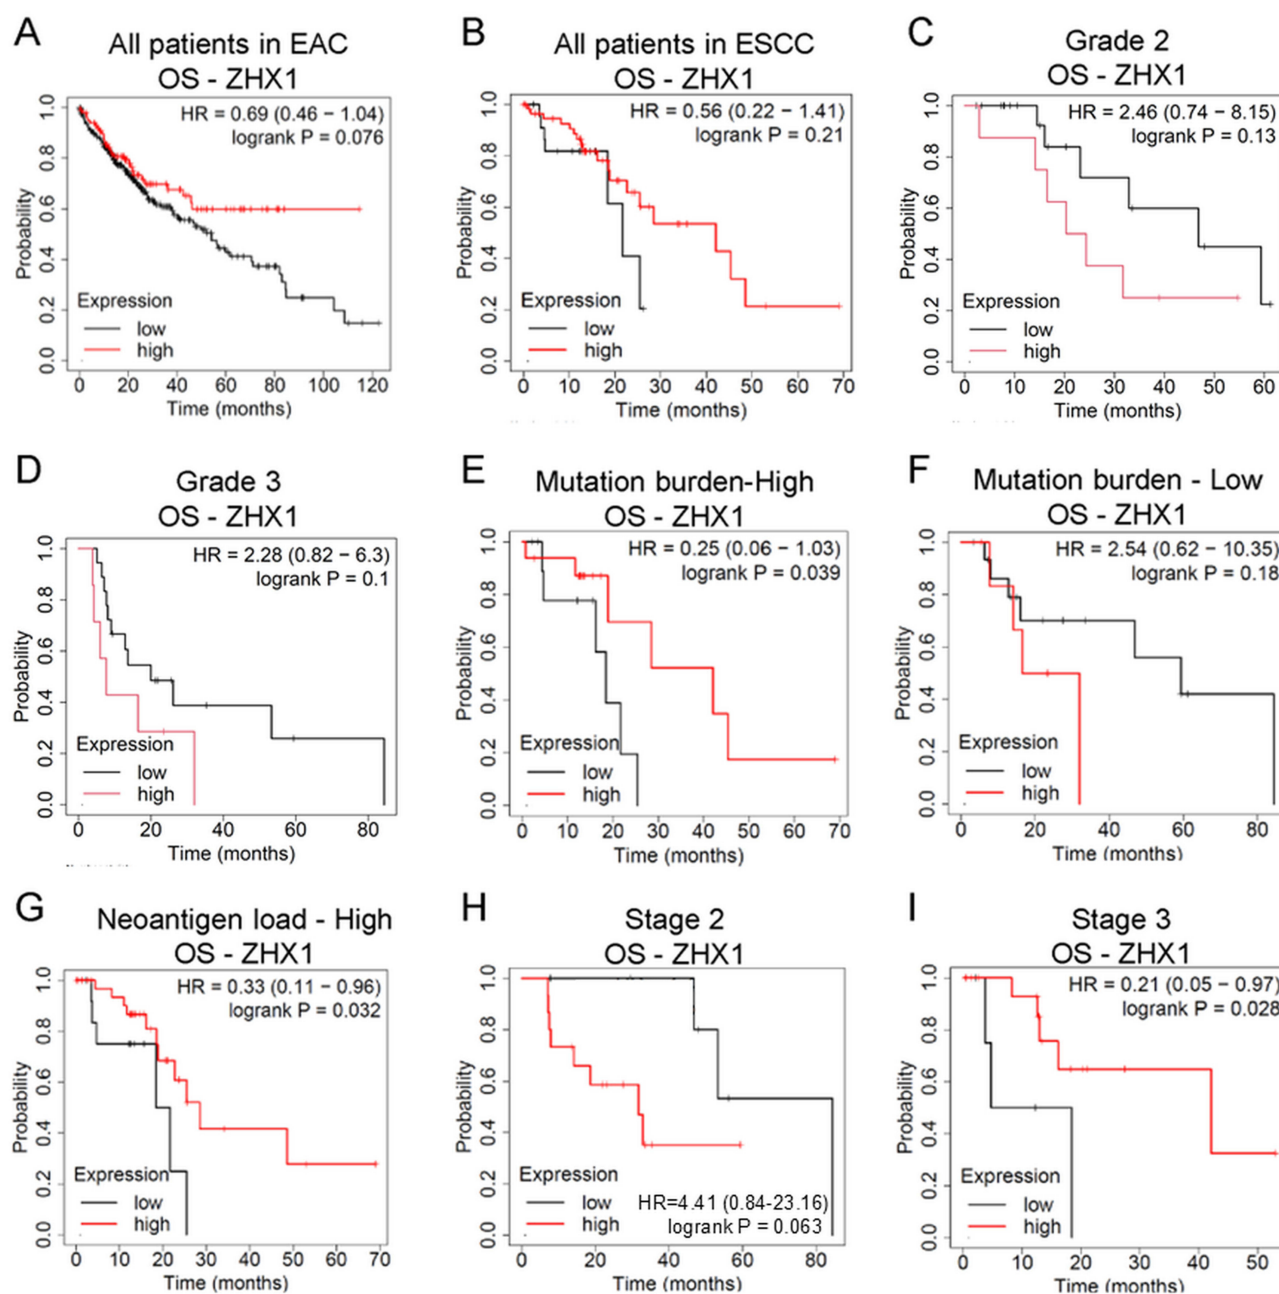 A
All patients in EAC
OS - ZHX1
HR = 0.69 (0.46 − 1.04)
logrank P = 0.076
Probability
0.0 0.2 0.4 0.6 0.8 1.0
Expression
low
high
0 20 40 60 80 100 120
Time (months)
B
All patients in ESCC
OS - ZHX1
HR = 0.56 (0.22 − 1.41)
logrank P = 0.21
Probability
0.0 0.2 0.4 0.6 0.8 1.0
Expression
low
high
0 10 20 30 40 50 60 70
Time (months)
C
Grade 2
OS - ZHX1
HR = 2.46 (0.74 − 8.15)
logrank P = 0.13
Probability
0.0 0.2 0.4 0.6 0.8 1.0
Expression
low
high
0 10 20 30 40 50 60
Time (months)
D
Grade 3
OS - ZHX1
HR = 2.28 (0.82 − 6.3)
logrank P = 0.1
Probability
0.0 0.2 0.4 0.6 0.8 1.0
Expression
low
high
0 20 40 60 80
Time (months)
E
Mutation burden-High
OS - ZHX1
HR = 0.25 (0.06 − 1.03)
logrank P = 0.039
Probability
0.0 0.2 0.4 0.6 0.8 1.0
Expression
low
high
0 10 20 30 40 50 60 70
Time (months)
F
Mutation burden - Low
OS - ZHX1
HR = 2.54 (0.62 − 10.35)
logrank P = 0.18
Probability
0.0 0.2 0.4 0.6 0.8 1.0
Expression
low
high
0 20 40 60 80
Time (months)
G
Neoantigen load - High
OS - ZHX1
HR = 0.33 (0.11 − 0.96)
logrank P = 0.032
Probability
0.0 0.2 0.4 0.6 0.8 1.0
Expression
low
high
0 10 20 30 40 50 60 70
Time (months)
H
Stage 2
OS - ZHX1
Probability
0.0 0.2 0.4 0.6 0.8 1.0
Expression
low
high
HR=4.41 (0.84-23.16)
logrank P = 0.063
0 20 40 60 80
Time (months)
I
Stage 3
OS - ZHX1
HR = 0.21 (0.05 − 0.97)
logrank P = 0.028
Probability
0.0 0.2 0.4 0.6 0.8 1.0
Expression
low
high
0 10 20 30 40 50
Time (months)